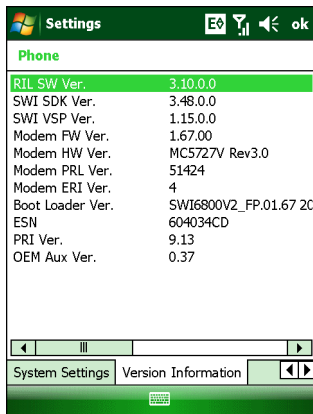 Settings
E
ok
Phone
RIL SW Ver. 3.10.0.0
SWI SDK Ver. 3.48.0.0
SWI VSP Ver. 1.15.0.0
Modem FW Ver. 1.67.00
Modem HW Ver. MC5727V Rev3.0
Modem PRL Ver. 51424
Modem ERI Ver. 4
Boot Loader Ver. SWI6800V2_FP.01.67 20
ESN 604034CD
PRI Ver. 9.13
OEM Aux Ver. 0.37
System Settings Version Information